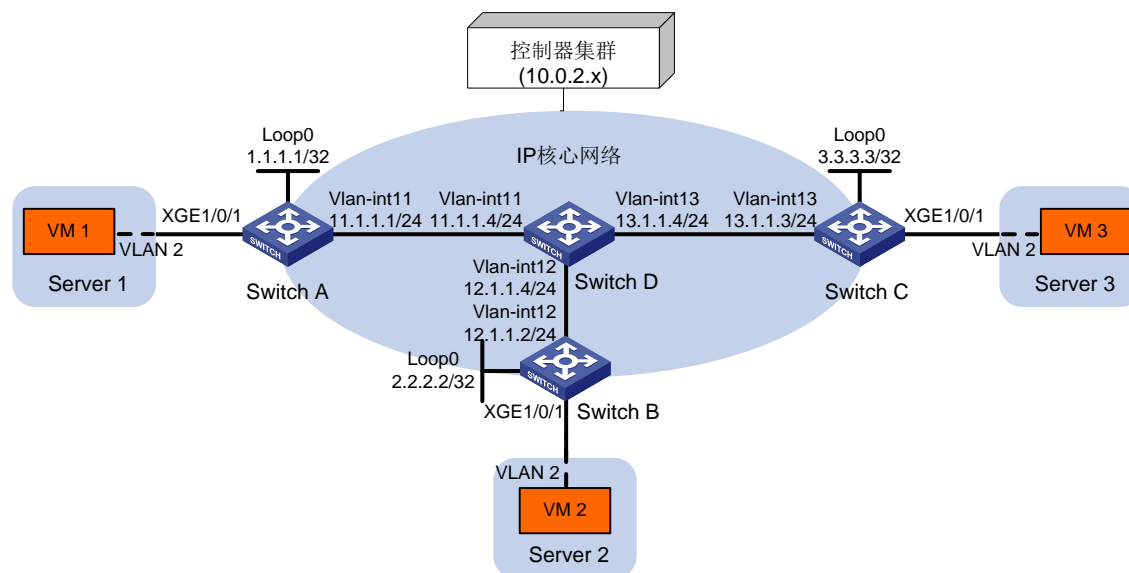 控制器集群
(10.0.2.x)
IP核心网络
Loop0
1.1.1.1/32
Loop0
3.3.3.3/32
Vlan-int11
11.1.1.1/24
Vlan-int11
11.1.1.4/24
Vlan-int13
13.1.1.4/24
Vlan-int13
13.1.1.3/24
XGE1/0/1
XGE1/0/1
VM 1
VLAN 2
Server 1
SWITCH
Switch A
SWITCH
Switch D
SWITCH
Switch C
VM 3
VLAN 2
Server 3
Vlan-int12
12.1.1.4/24
Vlan-int12
12.1.1.2/24
Loop0
2.2.2.2/32
SWITCH
Switch B
XGE1/0/1
VLAN 2
VM 2
Server 2